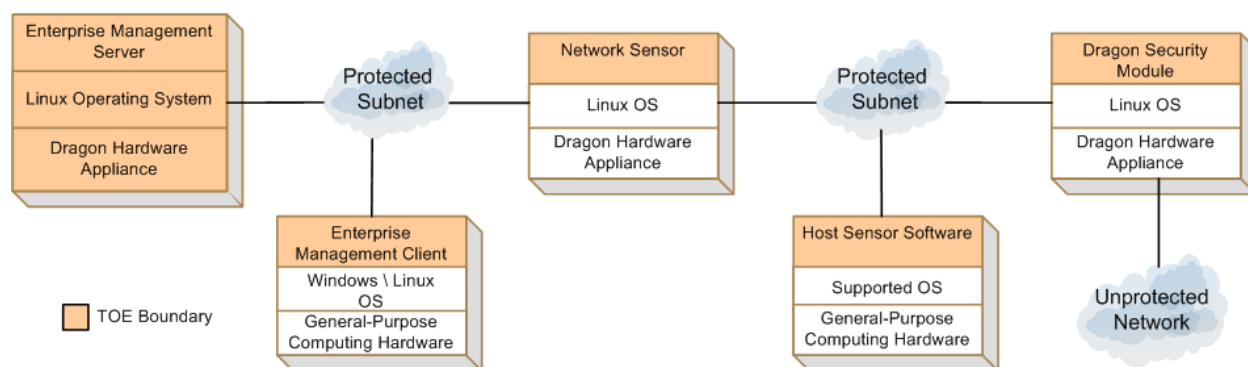 Enterprise Management
Server
Linux Operating System
Dragon Hardware
Appliance
Protected
Subnet
Enterprise
Management Client
Windows \ Linux
OS
General-Purpose
Computing Hardware
Network Sensor
Linux OS
Dragon Hardware
Appliance
Protected
Subnet
Host Sensor Software
Supported OS
General-Purpose
Computing Hardware
Dragon Security
Module
Linux OS
Dragon Hardware
Appliance
Unprotected
Network
TOE Boundary